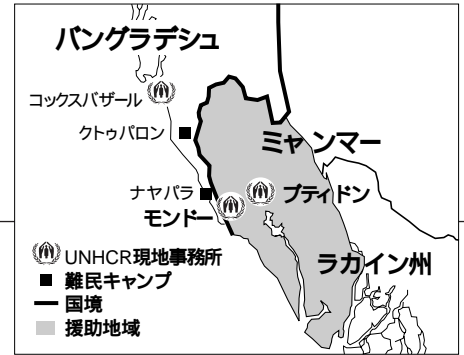 バングラデシュ
コックスバザール
クトゥパロン
ミャンマー
ナヤパラ
ブティドン
モンドー
UNHCR現地事務所
難民キャンプ
国境
援助地域
ラカイン州